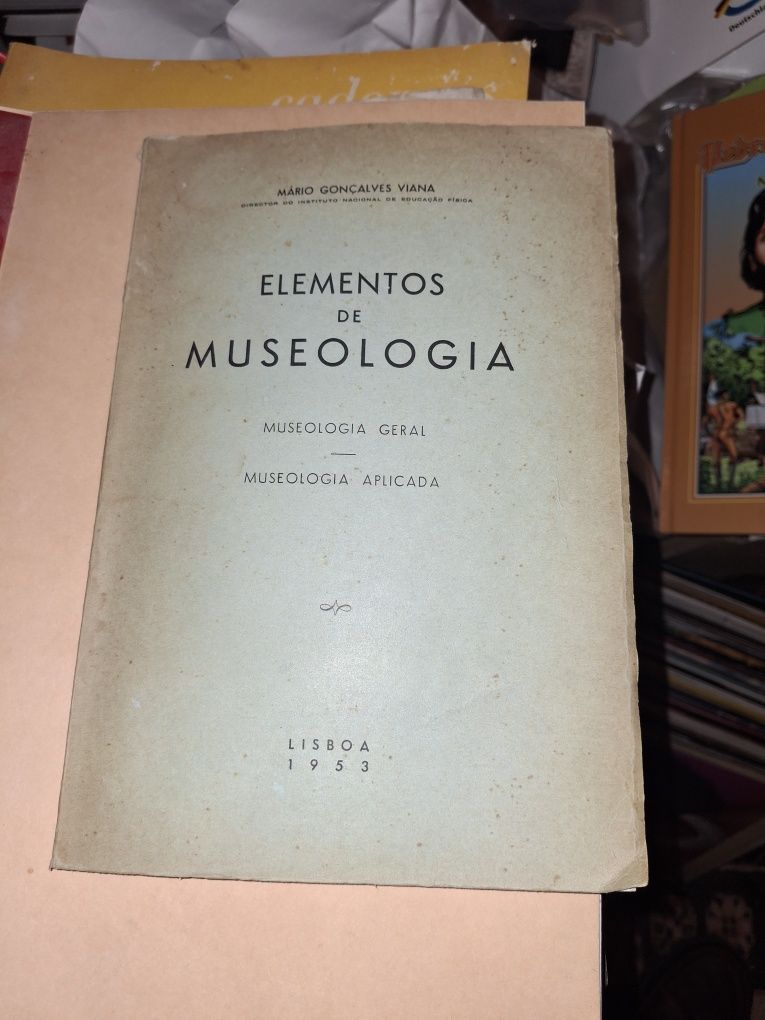 MÁRIO GONÇALVES VIANA
DIRECTOR DO INSTITUTO NACIONAL DE EDUCAÇÃO FÍSICA
ELEMENTOS
DE
MUSEOLOGIA
MUSEOLOGIA GERAL
MUSEOLOGIA APLICADA
LISBOA
1953